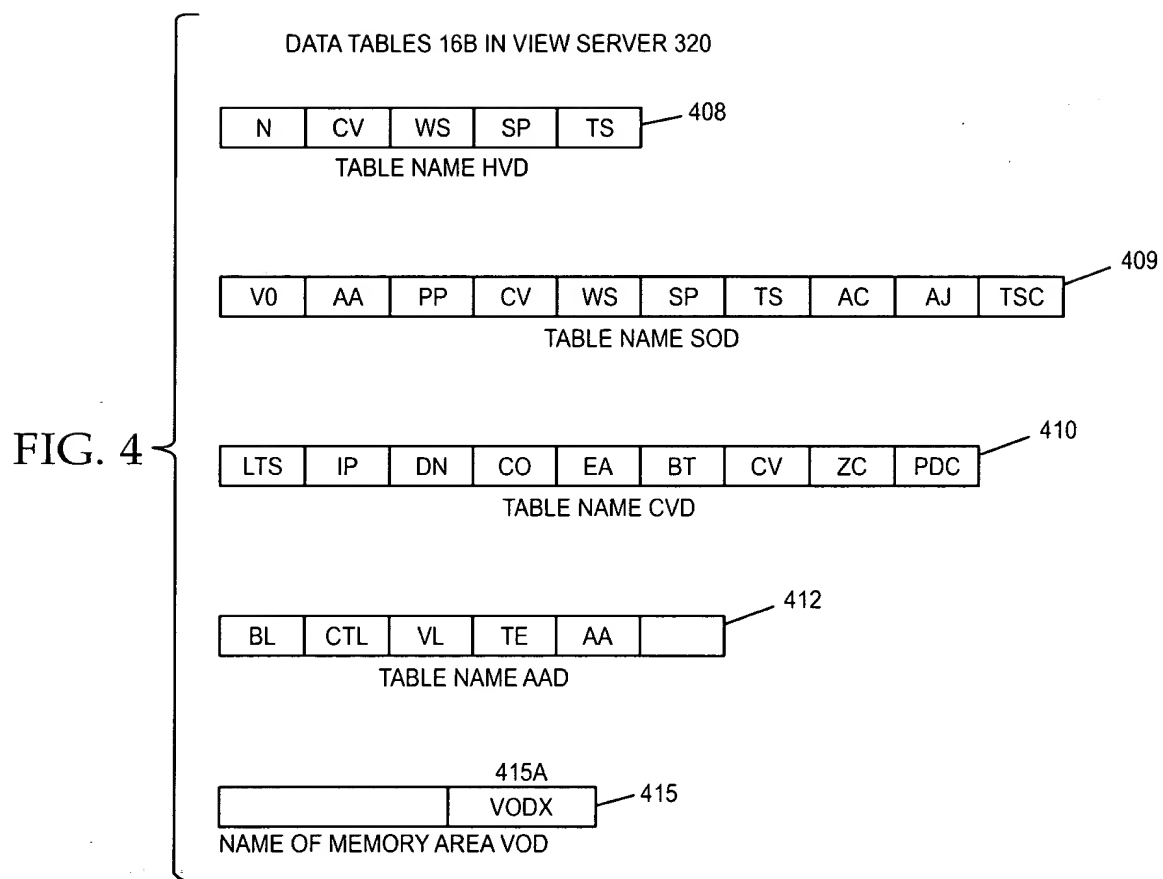 DATA TABLES 16B IN VIEW SERVER 320
N CV WS SP TS 408
TABLE NAME HVD
409
V0 AA PP CV WS SP TS AC AJ TSC
TABLE NAME SOD
FIG. 4
410
LTS IP DN CO EA BT CV ZC PDC
TABLE NAME CVD
412
BL CTL VL TE AA
TABLE NAME AAD
415A
VODX 415
NAME OF MEMORY AREA VOD